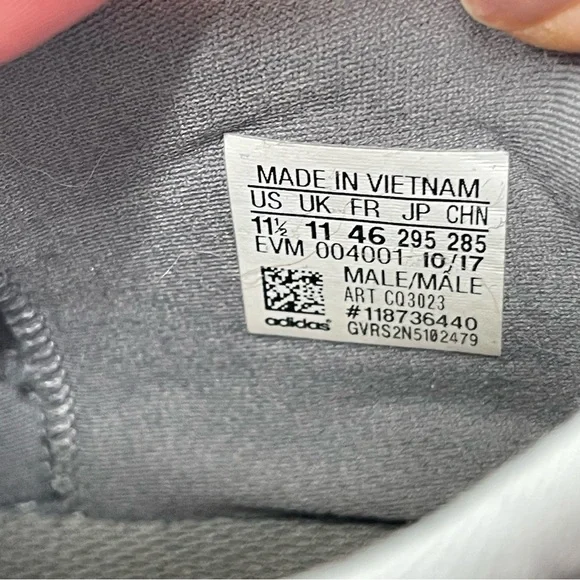 MADE IN VIETNAM
US UK FR JP CHN
11½ 11 46 295 285
EVM 004001 10/17
MALE/MÂLE
ART CQ3023
#118736440
adidas GVRS2N5102479